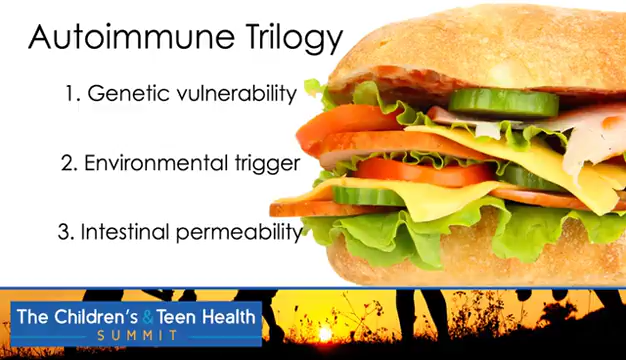 Autoimmune Trilogy
1. Genetic vulnerability
2. Environmental trigger
3. Intestinal permeability
The Children's & Teen Health
SUMMIT